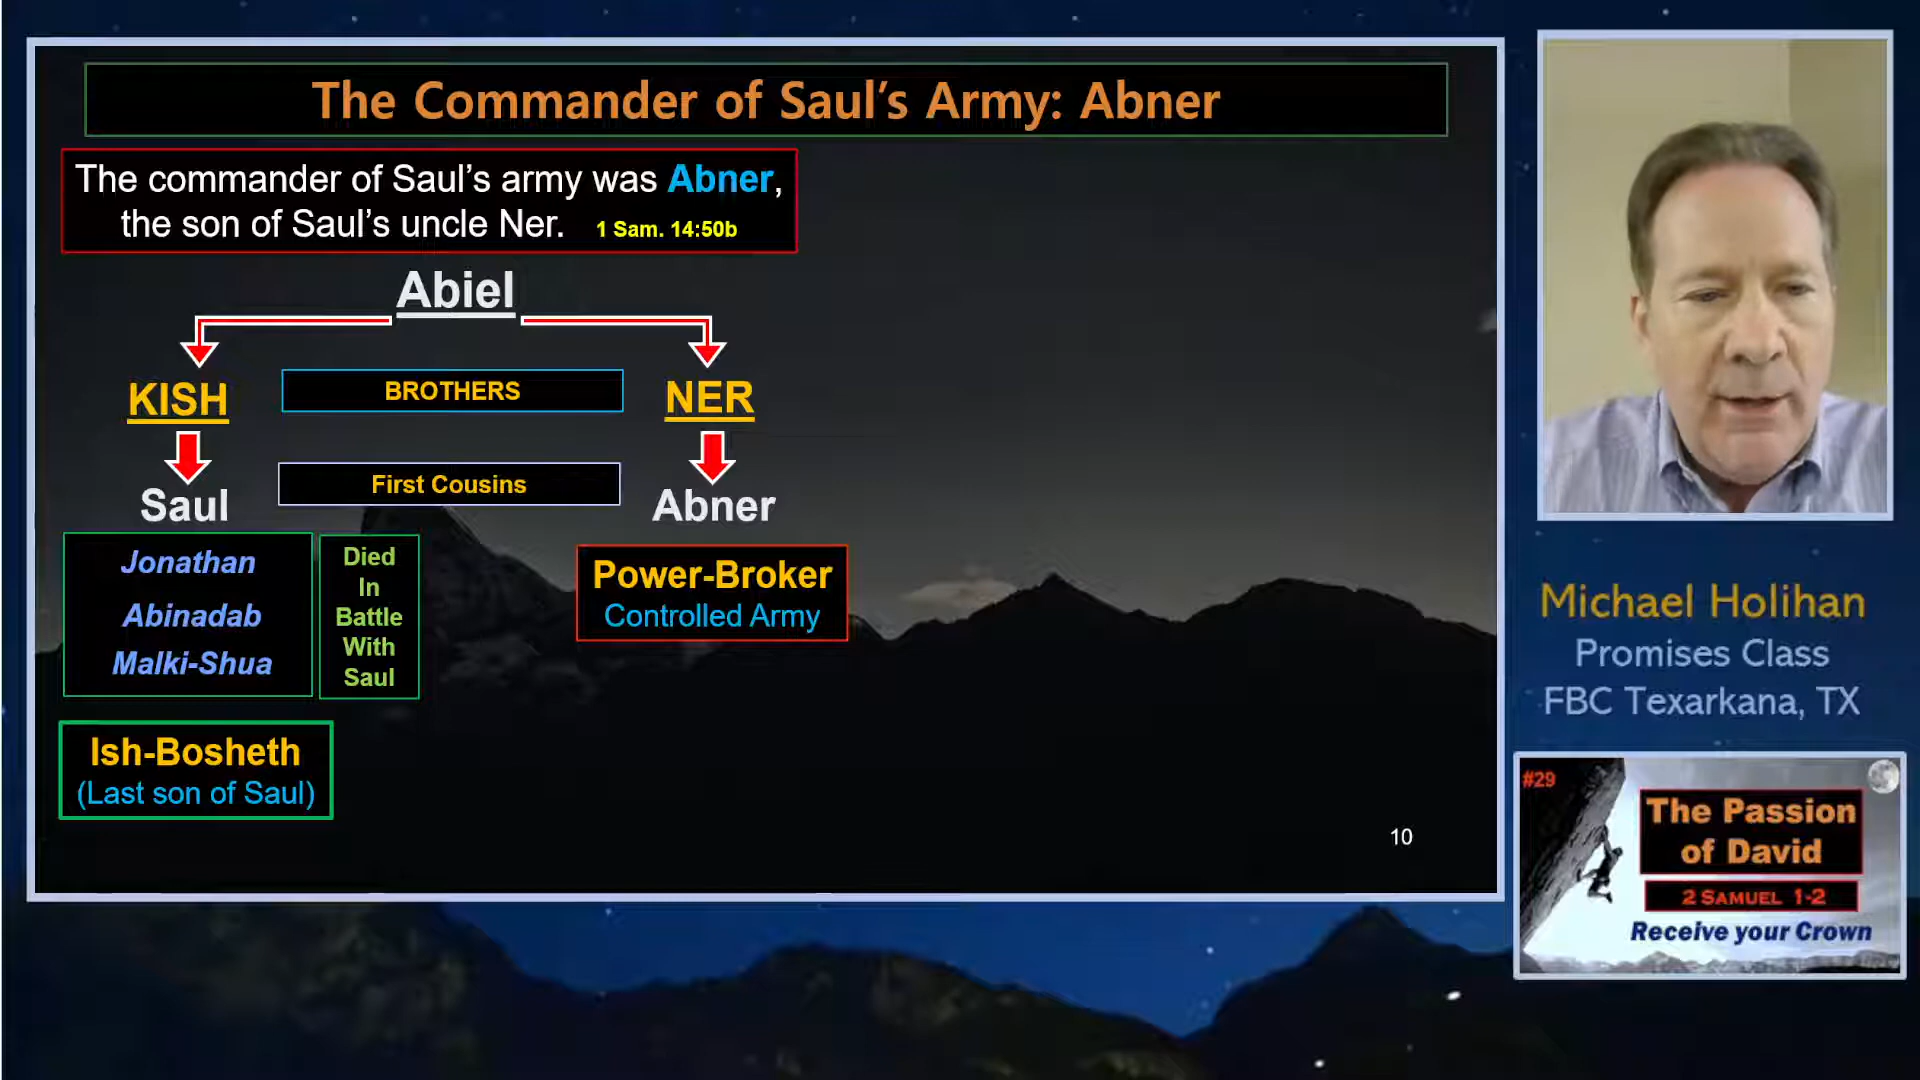 The Commander of Saul’s Army: Abner
The commander of Saul’s army was Abner,
the son of Saul’s uncle Ner. 1 Sam. 14:50b
Abiel
KISH
BROTHERS
NER
Saul
First Cousins
Abner
Jonathan
Abinadab
Malki-Shua
Died
In
Battle
With
Saul
Power-Broker
Controlled Army
Ish-Bosheth
(Last son of Saul)
10
Michael Holihan
Promises Class
FBC Texarkana, TX
#29
The Passion
of David
2 SAMUEL 1-2
Receive your Crown